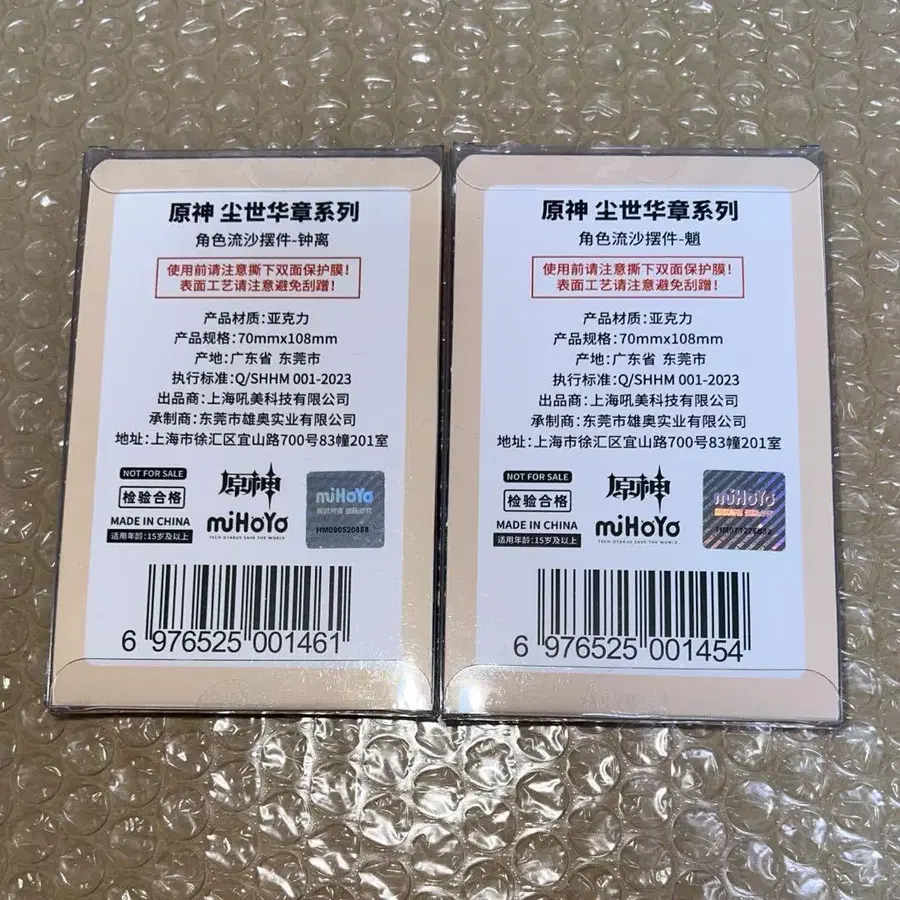 原神 尘世华章系列
角色流沙摆件-钟离
使用前请注意撕下双面保护膜！
表面工艺请注意避免刮蹭！
产品材质：亚克力
产品规格：70mmx108mm
产地：广东省 东莞市
执行标准：Q/SHHM 001-2023
出品商：上海吼美科技有限公司
承制商：东莞市雄奥实业有限公司
地址：上海市徐汇区宜山路700号83幢201室
NOT FOR SALE
检验合格
MADE IN CHINA
适用年龄：15岁及以上
原神
miHoYo
TECH OTAKUS SAVE THE WORLD
miHoYo
版权所有 盗版必究
HM090520888
6 976525 001461
原神 尘世华章系列
角色流沙摆件-魈
使用前请注意撕下双面保护膜！
表面工艺请注意避免刮蹭！
产品材质：亚克力
产品规格：70mmx108mm
产地：广东省 东莞市
执行标准：Q/SHHM 001-2023
出品商：上海吼美科技有限公司
承制商：东莞市雄奥实业有限公司
地址：上海市徐汇区宜山路700号83幢201室
NOT FOR SALE
检验合格
MADE IN CHINA
适用年龄：15岁及以上
原神
miHoYo
TECH OTAKUS SAVE THE WORLD
miHoYo
6 976525 001454